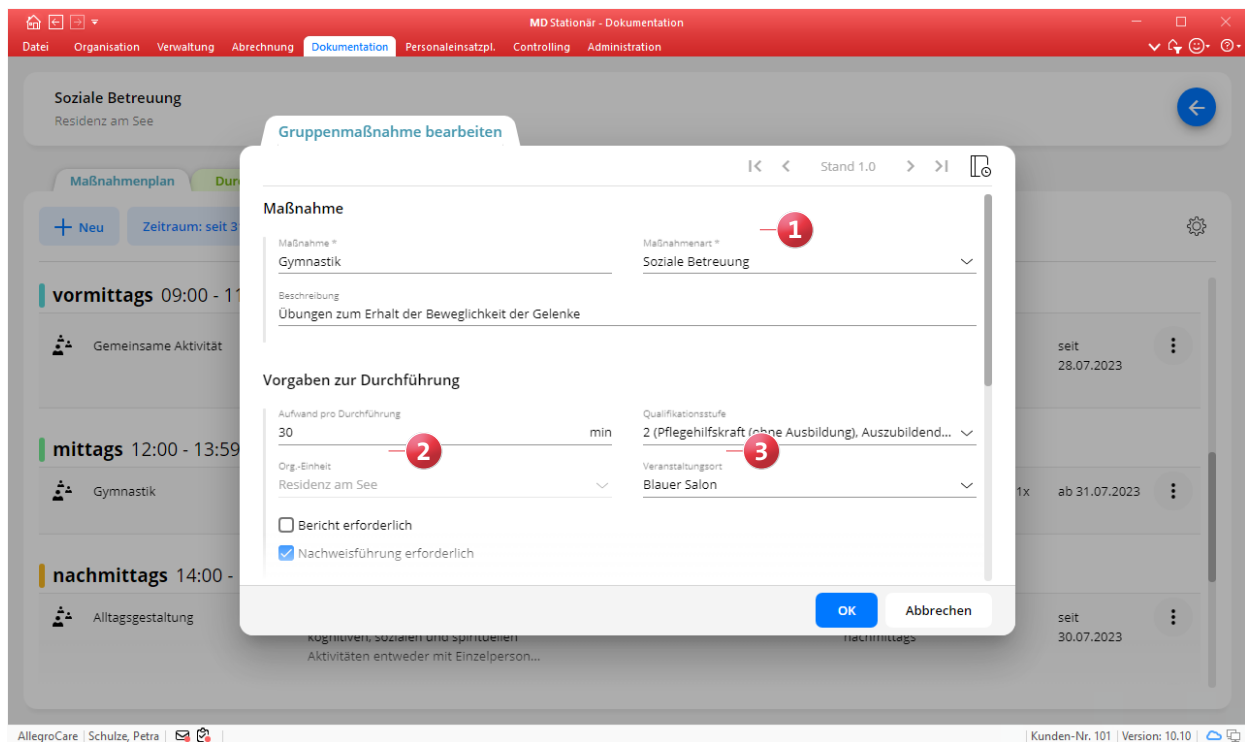 MD Stationär - Dokumentation
Datei Organisation Verwaltung Abrechnung Dokumentation Personaleinsatzpl. Controlling Administration
Soziale Betreuung
Residenz am See
Gruppenmaßnahme bearbeiten
Stand 1.0
Maßnahmenplan
+ Neu Zeitraum: seit
Maßnahme
1
Maßnahme * Maßnahmenart *
Gymnastik Soziale Betreuung
Beschreibung
Übungen zum Erhalt der Beweglichkeit der Gelenke
vormittags 09:00 -
Gemeinsame Aktivität seit
28.07.2023
Vorgaben zur Durchführung
Aufwand pro Durchführung Qualifikationsstufe
30 min 2 (Pflegehilfskraft (ohne Ausbildung), Auszubildend...
mittags 12:00 - 13:59 2 3
Org.-Einheit Veranstaltungsort
Residenz am See Blauer Salon
Gymnastik 1x ab 31.07.2023
Bericht erforderlich
Nachweisführung erforderlich
nachmittags 14:00 -
OK Abbrechen
Alltagsgestaltung seit
30.07.2023
kognitiven, sozialen und spirituellen nachmittags
Aktivitäten entweder mit Einzelperson...
AllegroCare Schulze, Petra Kunden-Nr. 101 Version: 10.10